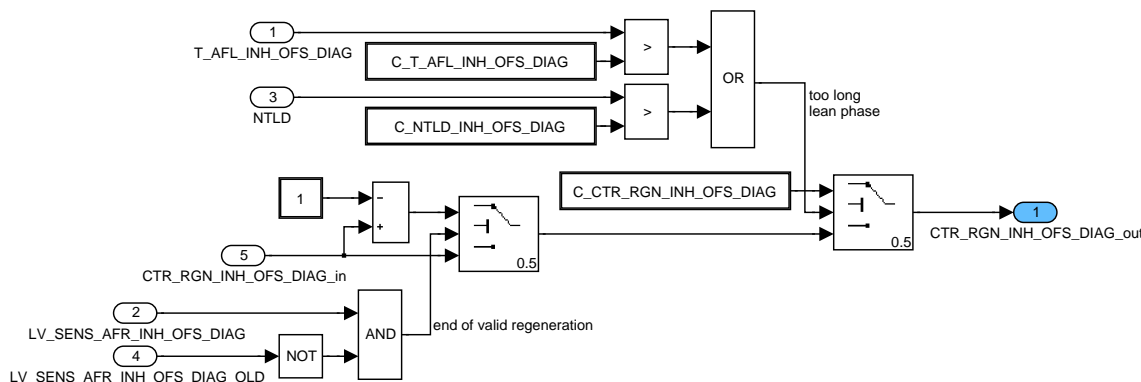 1
T_AFL_INH_OFS_DIAG
C_T_AFL_INH_OFS_DIAG
>
OR
3
NTLD
C_NTLD_INH_OFS_DIAG
>
too long
lean phase
C_CTR_RGN_INH_OFS_DIAG
1
−
+
0.5
0.5
1
CTR_RGN_INH_OFS_DIAG_out
5
CTR_RGN_INH_OFS_DIAG_in
2
LV_SENS_AFR_INH_OFS_DIAG
AND
end of valid regeneration
4
NOT
LV_SENS_AFR_INH_OFS_DIAG_OLD